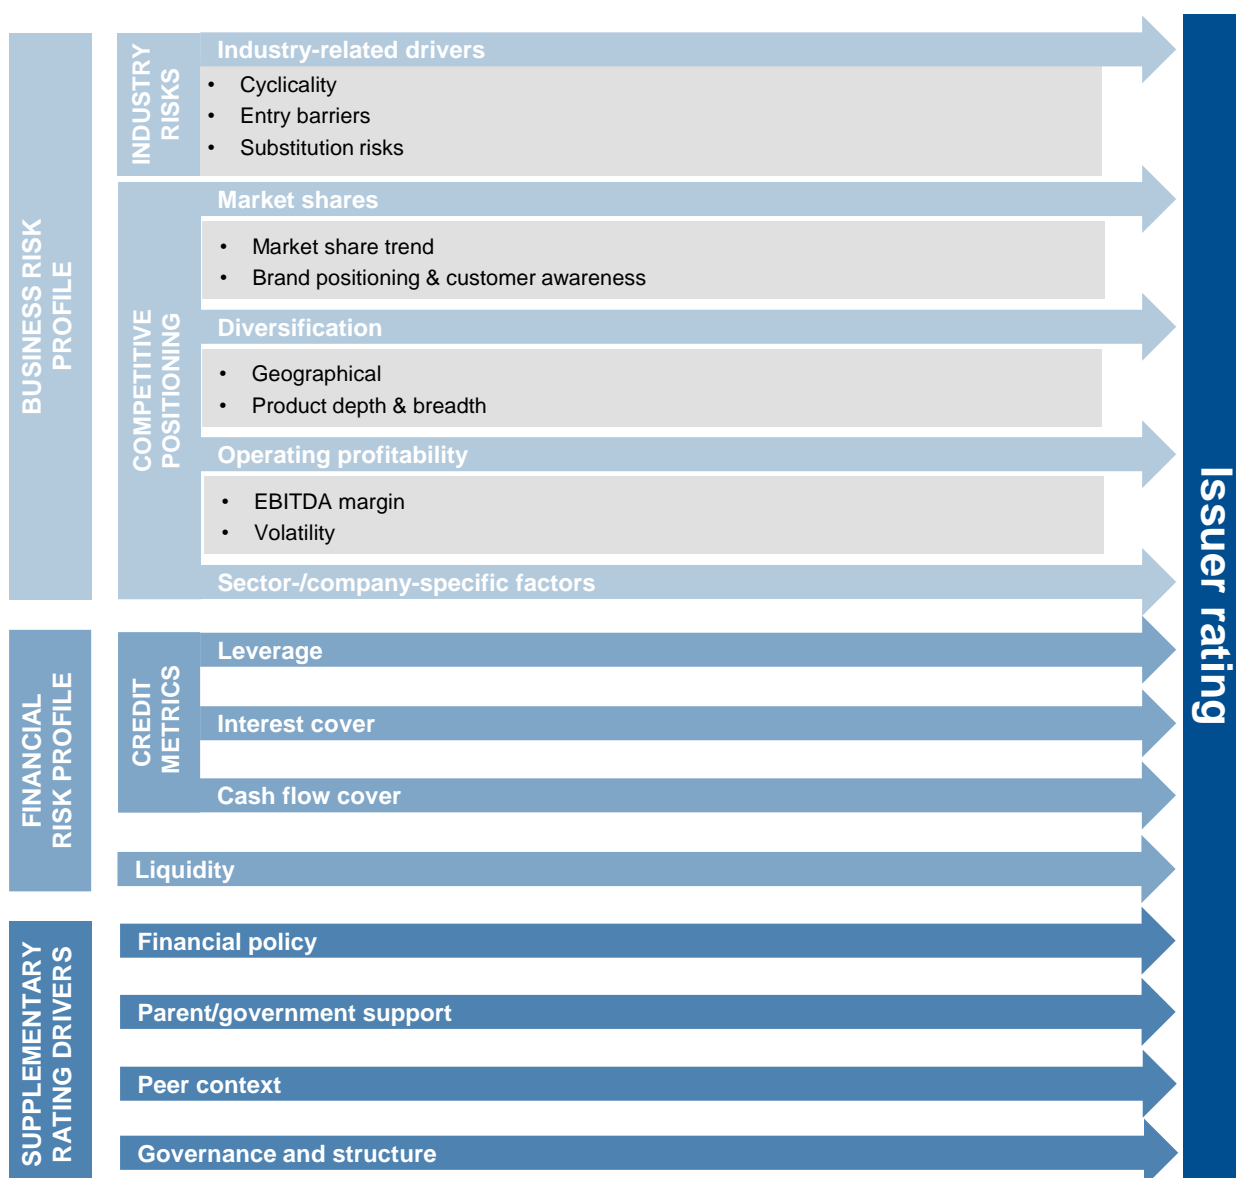 BUSINESS RISK
PROFILE
INDUSTRY
RISKS
Industry-related drivers
• Cyclicality
• Entry barriers
• Substitution risks
COMPETITIVE
POSITIONING
Market shares
• Market share trend
• Brand positioning & customer awareness
Diversification
• Geographical
• Product depth & breadth
Operating profitability
• EBITDA margin
• Volatility
Sector-/company-specific factors
FINANCIAL
RISK PROFILE
CREDIT
METRICS
Leverage
Interest cover
Cash flow cover
Liquidity
SUPPLEMENTARY
RATING DRIVERS
Financial policy
Parent/government support
Peer context
Governance and structure
Issuer rating